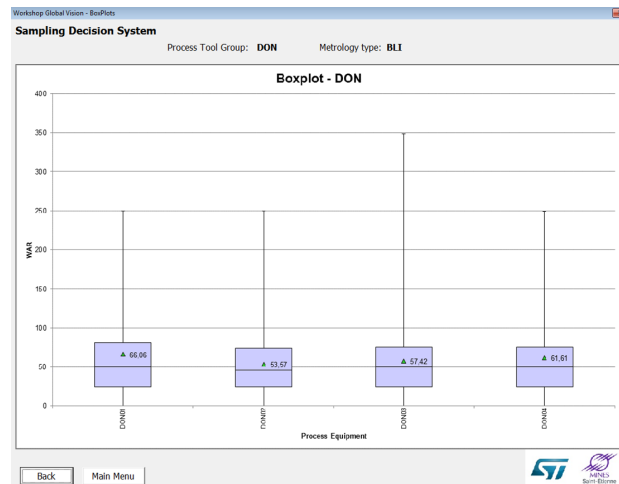 Workshop Global Vision - BoxPlots
Sampling Decision System
Process Tool Group: DON Metrology type: BLI
Boxplot - DON
400
350
300
250
200
150
100
50
0
WAR
66,06
53,57
57,42
61,61
DON01
DON02
DON03
DON04
Process Equipment
Back Main Menu
ST
MINES
Saint-Étienne